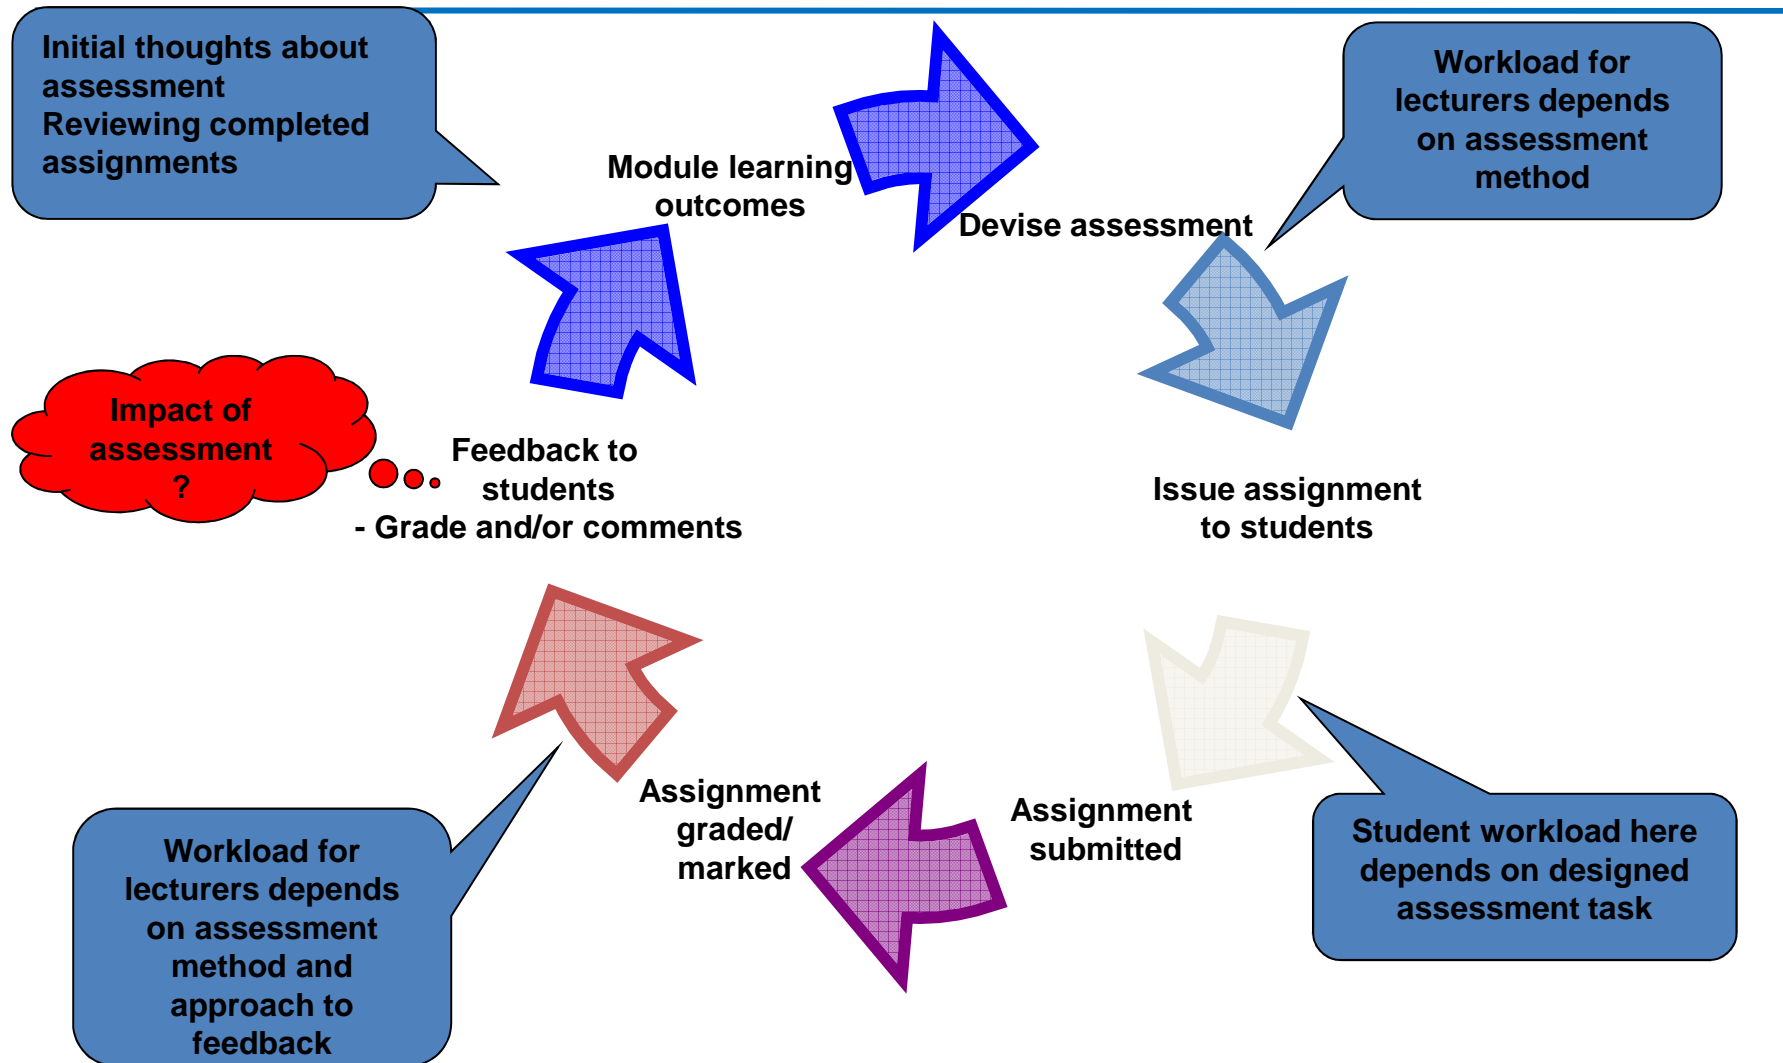 Initial thoughts about
assessment
Reviewing completed
assignments
Module learning
outcomes
Workload for
lecturers depends
on assessment
method
Devise assessment
Impact of
assessment
?
Feedback to
students
- Grade and/or comments
Issue assignment
to students
Assignment
graded/
marked
Assignment
submitted
Workload for
lecturers depends
on assessment
method and
approach to
feedback
Student workload here
depends on designed
assessment task